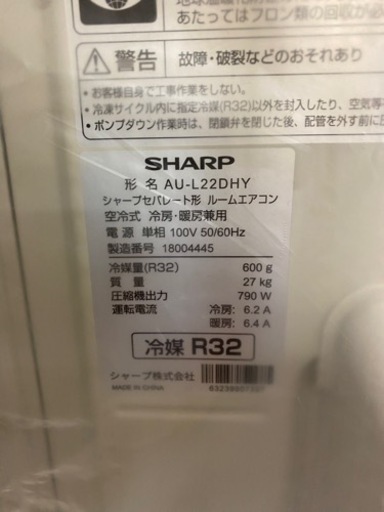 あたってはフロン類の回収が必
警告 故障・破裂などのおそれあり
・お客様自身で工事作業をしない。
・冷凍サイクル内に指定冷媒(R32)以外を封入したり、空気等
・ポンプダウン作業時は、閉鎖弁を閉じた後、配管を外す前に圧
SHARP
形 名 AU-L22DHY
シャープセパレート形 ルームエアコン
空冷式 冷房・暖房兼用
電 源 単相 100V 50/60Hz
製造番号 18004445
冷媒量(R32) 600 g
質 量 27 kg
圧縮機出力 790 W
運転電流 冷房: 6.2 A
暖房: 6.4 A
冷媒 R32
シャープ株式会社
MADE IN CHINA